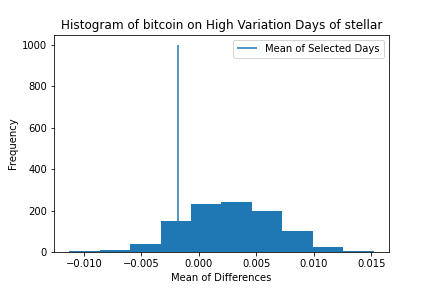 Histogram of bitcoin on High Variation Days of stellar
Mean of Selected Days
1000
800
600
400
200
0
Frequency
−0.010 −0.005 0.000 0.005 0.010 0.015
Mean of Differences